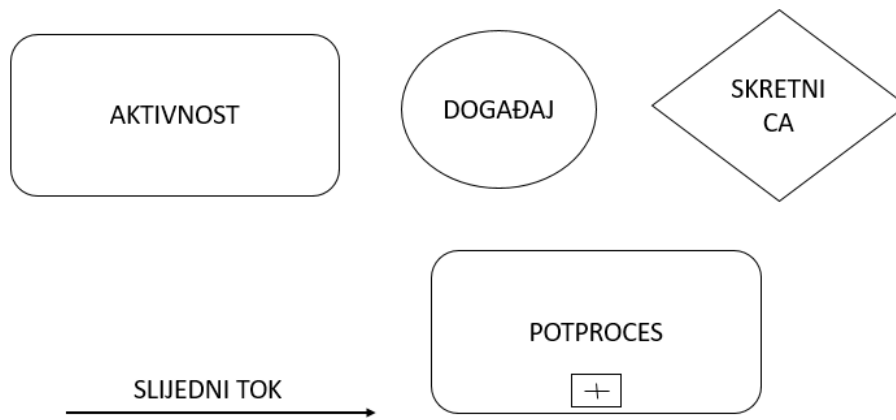 AKTIVNOST
DOGAĐAJ
SKRETNI
CA
POTPROCES
SLIJEDNI TOK